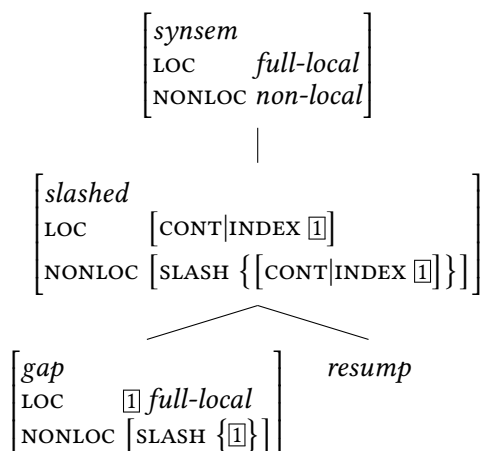 synsem
LOC full-local
NONLOC non-local
slashed
LOC [CONT|INDEX 1]
NONLOC [SLASH {[CONT|INDEX 1]}]
gap resump
LOC 1 full-local
NONLOC [SLASH {1}]